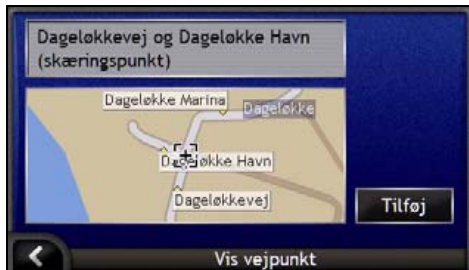 Dageløkkevej og Dageløkke Havn
(skæringspunkt)
Dageløkke Marina
Dageløkke
Dageløkke Havn
Dageløkkevej
Tilføj
Vis vejpunkt